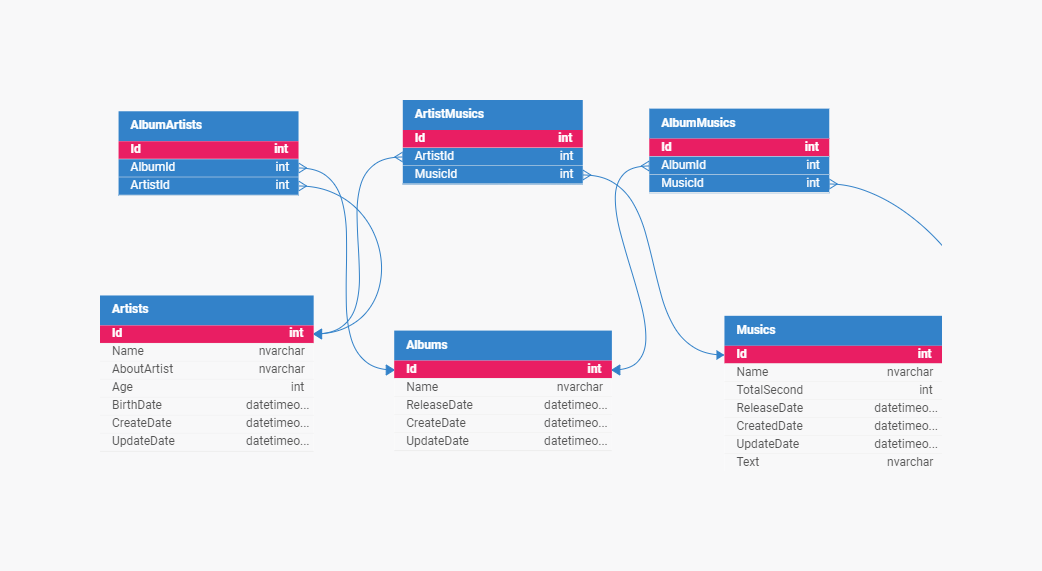 AlbumArtists
Id int
AlbumId int
ArtistId int
ArtistMusics
Id int
ArtistId int
MusicId int
AlbumMusics
Id int
AlbumId int
MusicId int
Artists
Id int
Name nvarchar
AboutArtist nvarchar
Age int
BirthDate datetimeo...
CreateDate datetimeo...
UpdateDate datetimeo...
Albums
Id int
Name nvarchar
ReleaseDate datetimeo...
CreateDate datetimeo...
UpdateDate datetimeo...
Musics
Id int
Name nvarchar
TotalSecond int
ReleaseDate datetimeo...
CreatedDate datetimeo...
UpdateDate datetimeo...
Text nvarchar